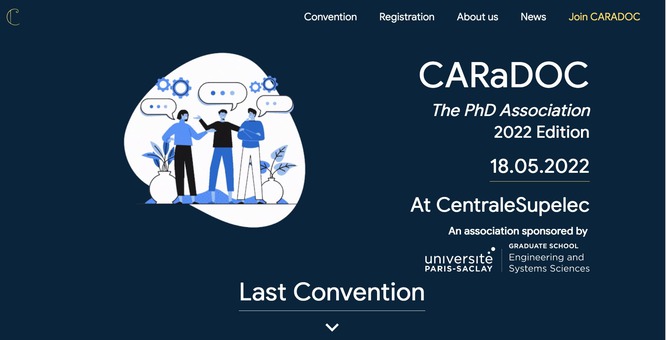 C
Convention Registration About us News Join CARADOC
CARaDOC
The PhD Association
2022 Edition
18.05.2022
At CentraleSupelec
An association sponsored by
université
PARIS-SACLAY
GRADUATE SCHOOL
Engineering and
Systems Sciences
Last Convention